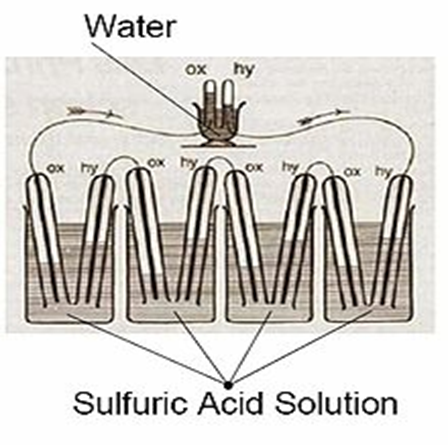 Water
ox hy
ox hy ox hy ox hy ox hy
Sulfuric Acid Solution